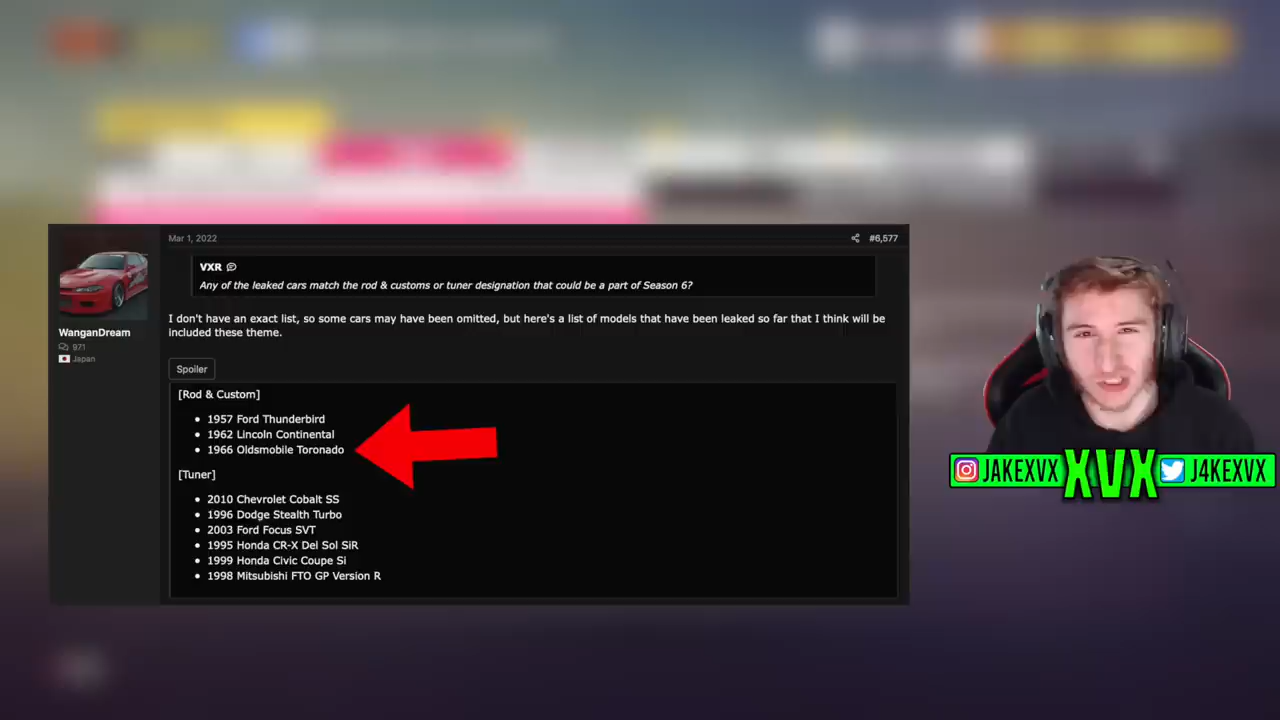 Mar 1, 2022
#6,577
VXR
Any of the leaked cars match the rod & customs or tuner designation that could be a part of Season 6?
WanganDream
971
Japan
I don't have an exact list, so some cars may have been omitted, but here's a list of models that have been leaked so far that I think will be
included these theme.
Spoiler
[Rod & Custom]
1957 Ford Thunderbird
1962 Lincoln Continental
1966 Oldsmobile Toronado
[Tuner]
2010 Chevrolet Cobalt SS
1996 Dodge Stealth Turbo
2003 Ford Focus SVT
1995 Honda CR-X Del Sol SiR
1999 Honda Civic Coupe Si
1998 Mitsubishi FTO GP Version R
JAKEXVX XVX J4KEXVX